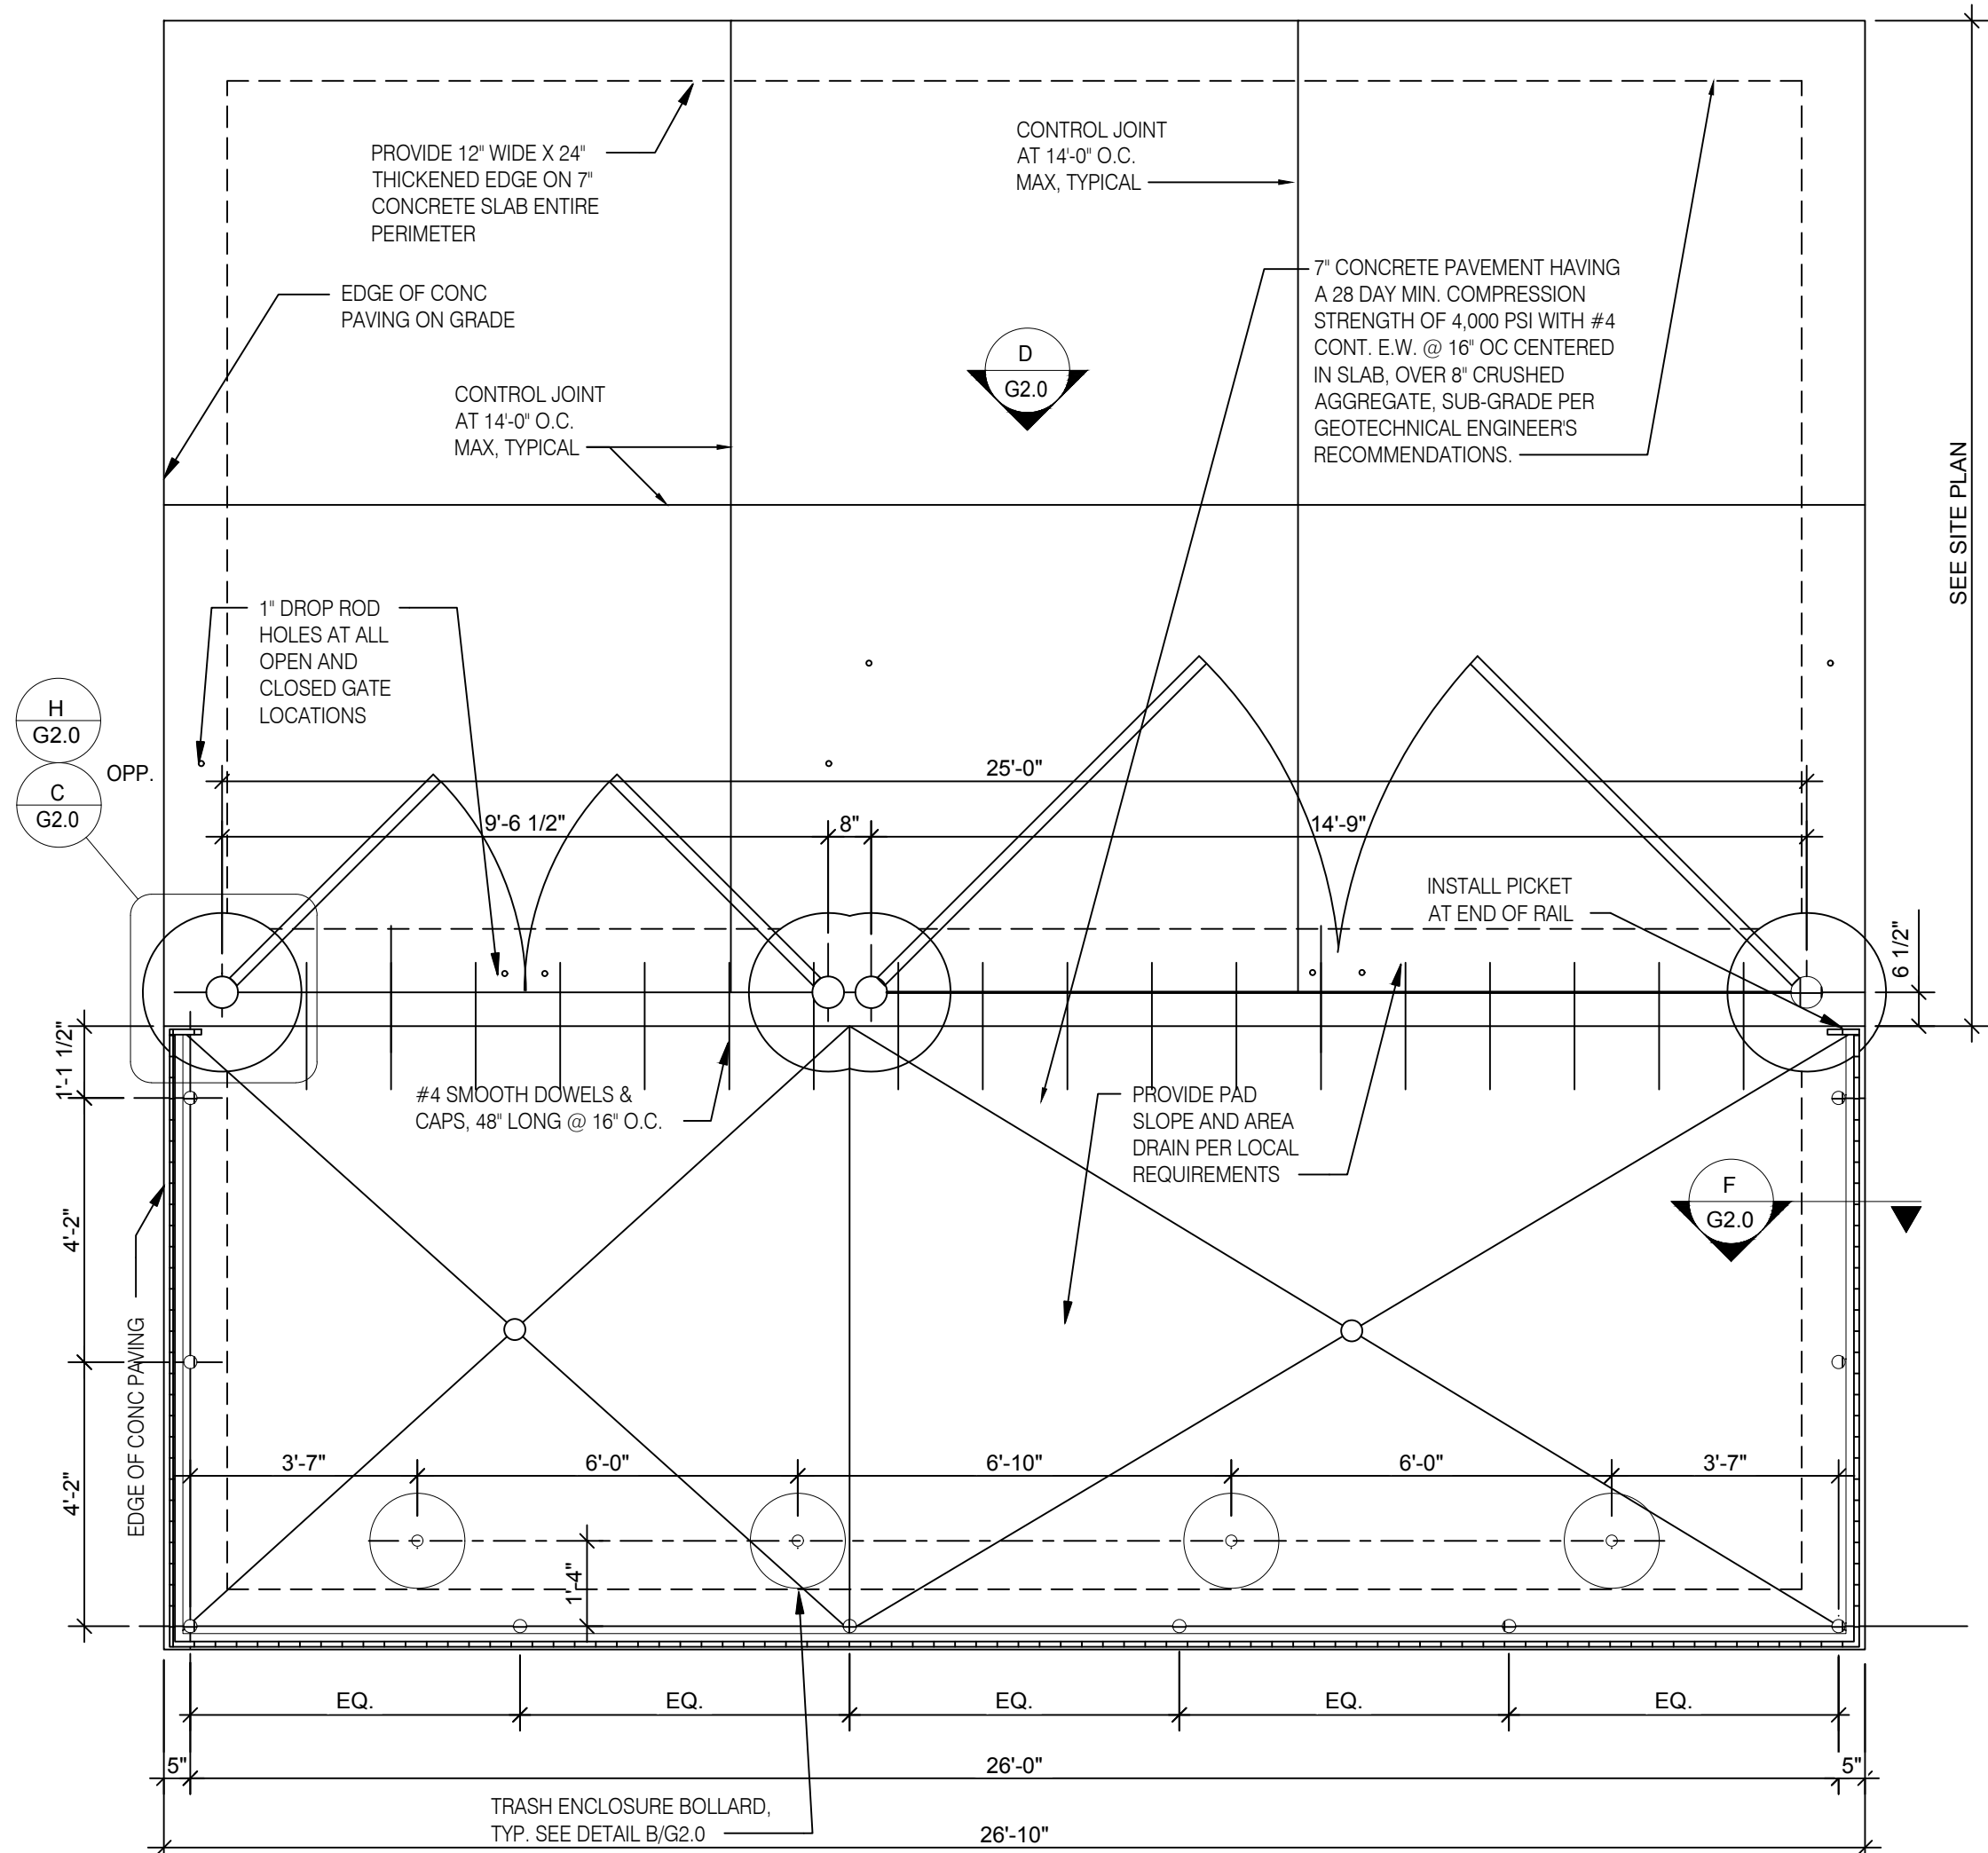 PROVIDE 12" WIDE X 24"
THICKENED EDGE ON 7"
CONCRETE SLAB ENTIRE
PERIMETER
CONTROL JOINT
AT 14'-0" O.C.
MAX, TYPICAL
EDGE OF CONC
PAVING ON GRADE
7" CONCRETE PAVEMENT HAVING
A 28 DAY MIN. COMPRESSION
STRENGTH OF 4,000 PSI WITH #4
CONT. E.W. @ 16" OC CENTERED
IN SLAB, OVER 8" CRUSHED
AGGREGATE, SUB-GRADE PER
GEOTECHNICAL ENGINEER'S
RECOMMENDATIONS.
D
G2.0
CONTROL JOINT
AT 14'-0" O.C.
MAX, TYPICAL
SEE SITE PLAN
1" DROP ROD
HOLES AT ALL
OPEN AND
CLOSED GATE
LOCATIONS
H
G2.0
OPP.
C
G2.0
25'-0"
9'-6 1/2"
8"
14'-9"
INSTALL PICKET
AT END OF RAIL
6 1/2"
1'-1 1/2"
#4 SMOOTH DOWELS &
CAPS, 48" LONG @ 16" O.C.
PROVIDE PAD
SLOPE AND AREA
DRAIN PER LOCAL
REQUIREMENTS
F
G2.0
4'-2"
EDGE OF CONC PAVING
4'-2"
3'-7"
6'-0"
6'-10"
6'-0"
3'-7"
1'-4"
EQ.
EQ.
EQ.
EQ.
EQ.
5"
26'-0"
5"
TRASH ENCLOSURE BOLLARD,
TYP. SEE DETAIL B/G2.0
26'-10"